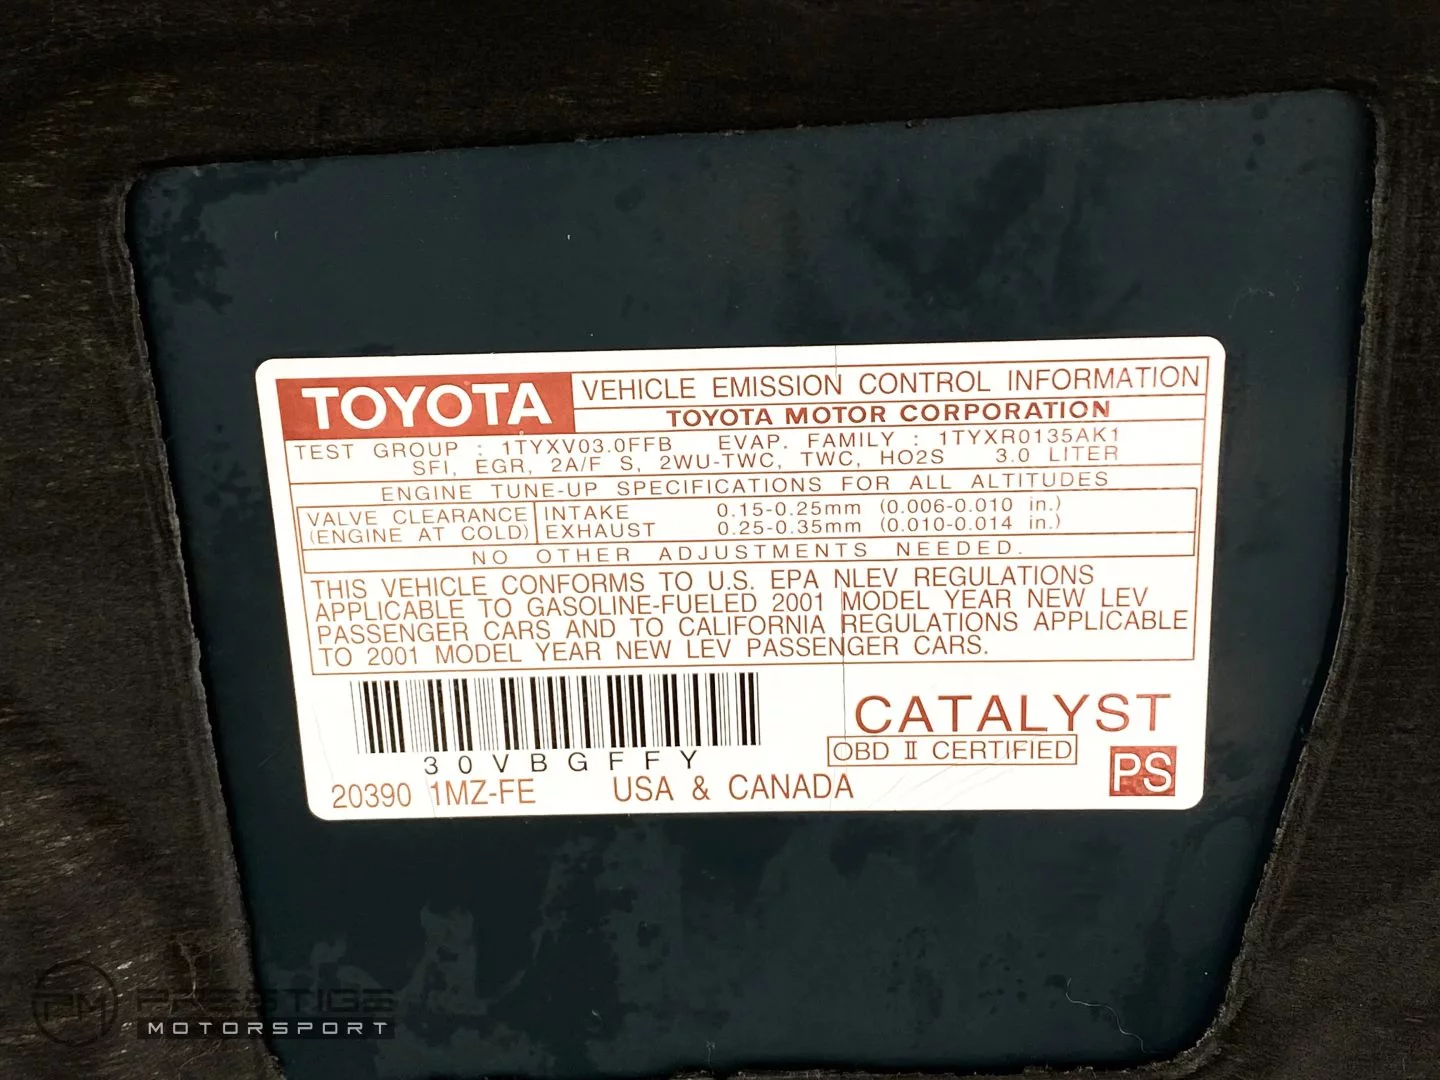 TOYOTA VEHICLE EMISSION CONTROL INFORMATION
TOYOTA MOTOR CORPORATION
TEST GROUP : 1TYXV03.0FFB EVAP. FAMILY : 1TYXR0135AK1
SFI, EGR, 2A/F S, 2WU-TWC, TWC, HO2S 3.0 LITER
ENGINE TUNE-UP SPECIFICATIONS FOR ALL ALTITUDES
VALVE CLEARANCE INTAKE 0.15-0.25mm (0.006-0.010 in.)
(ENGINE AT COLD) EXHAUST 0.25-0.35mm (0.010-0.014 in.)
NO OTHER ADJUSTMENTS NEEDED.
THIS VEHICLE CONFORMS TO U.S. EPA NLEV REGULATIONS
APPLICABLE TO GASOLINE-FUELED 2001 MODEL YEAR NEW LEV
PASSENGER CARS AND TO CALIFORNIA REGULATIONS APPLICABLE
TO 2001 MODEL YEAR NEW LEV PASSENGER CARS.
CATALYST
OBD II CERTIFIED
30VBGFFY
PS
20390 1MZ-FE USA & CANADA
PM PRESTIGE
MOTORSPORT